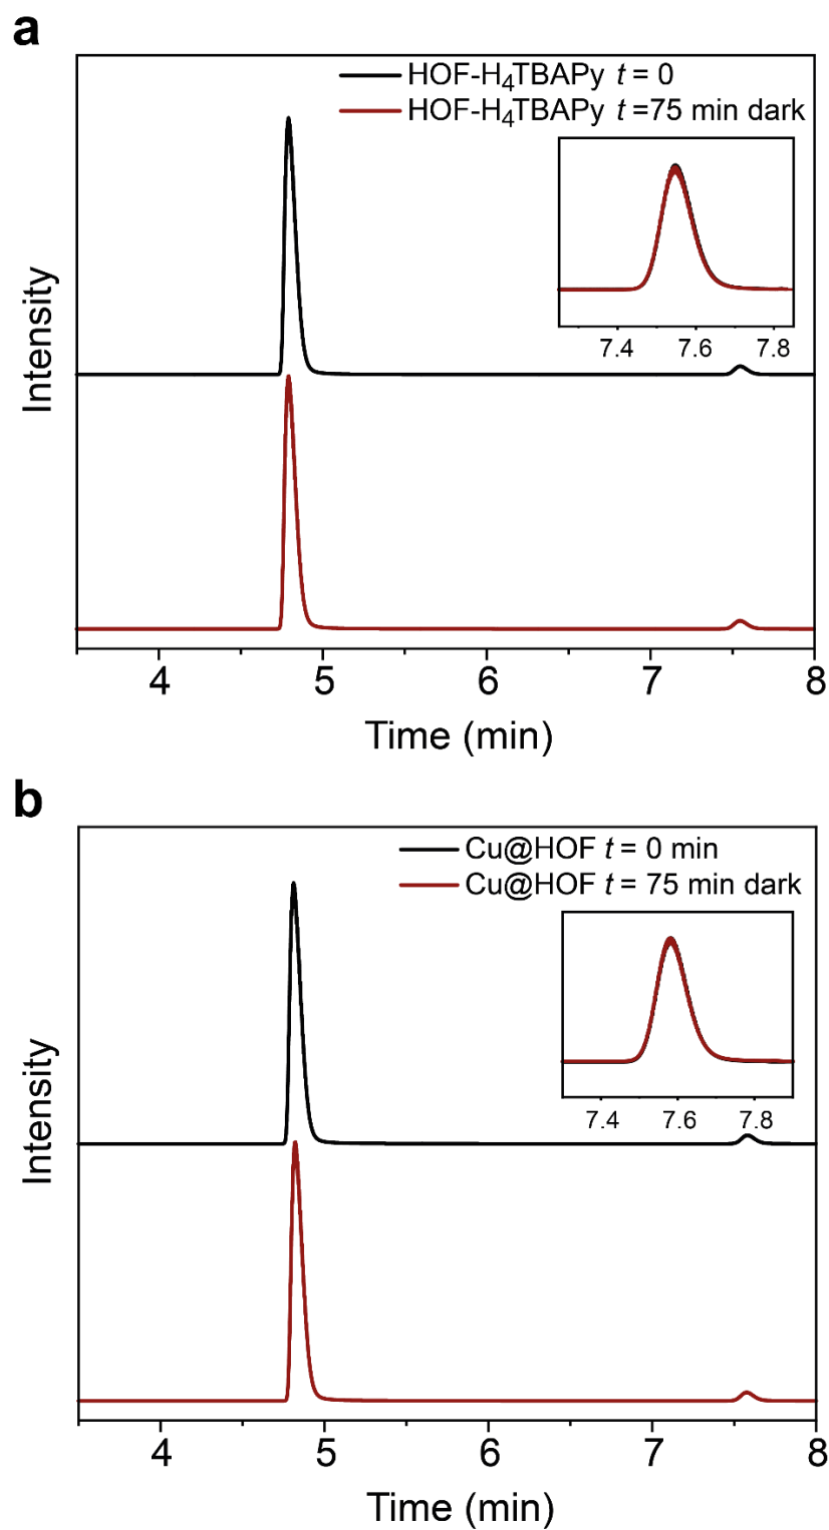 a
HOF-H₄TBAPy t = 0
HOF-H₄TBAPy t =75 min dark
7.4 7.6 7.8
Intensity
4 5 6 7 8
Time (min)
b
Cu@HOF t = 0 min
Cu@HOF t = 75 min dark
7.4 7.6 7.8
Intensity
4 5 6 7 8
Time (min)